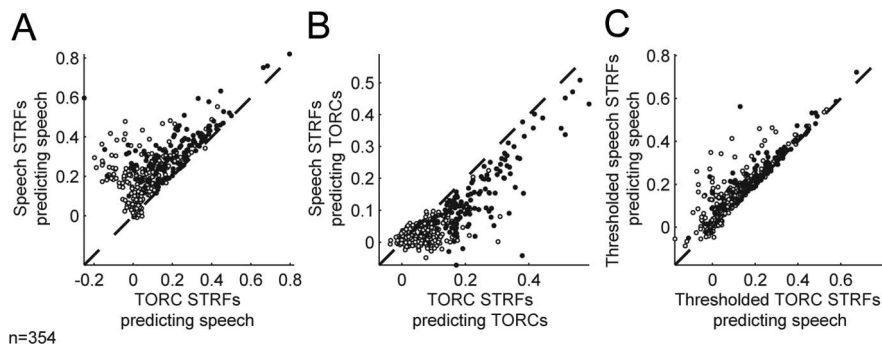 A
B
C
Speech STRFs
predicting speech
0.8
0.6
0.4
0.2
0
-0.2
0
0.2
0.4
0.6
0.8
TORC STRFs
predicting speech
Speech STRFs
predicting TORCs
0.5
0.4
0.3
0.2
0.1
0
0
0.2
0.4
TORC STRFs
predicting TORCs
Thresholded speech STRFs
predicting speech
0.8
0.6
0.4
0.2
0
0
0.2
0.4
0.6
Thresholded TORC STRFs
predicting speech
n=354